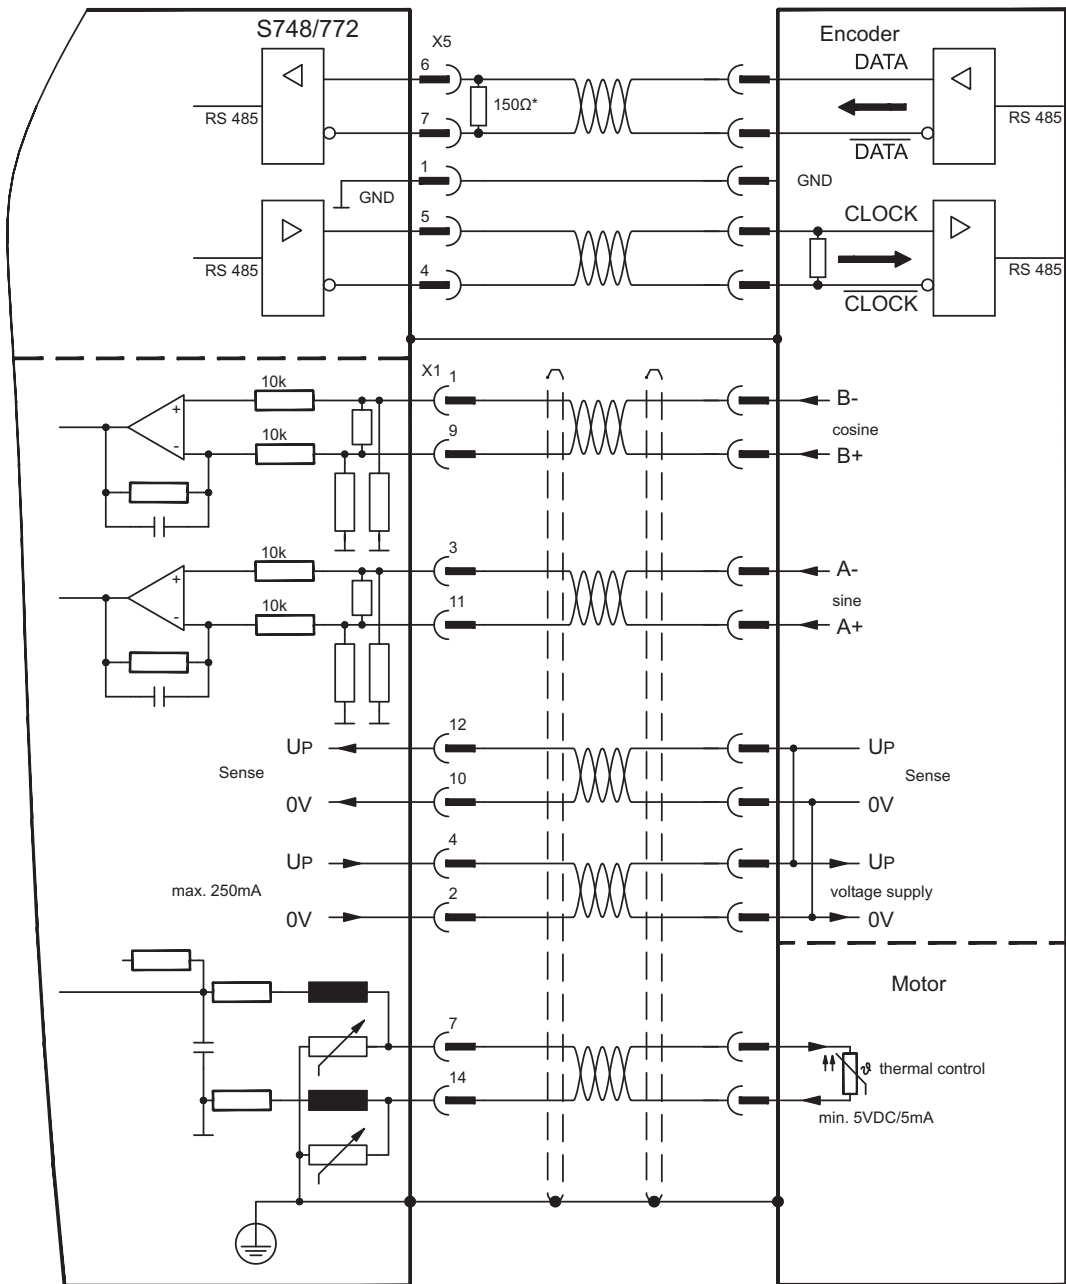 S748/772
X5
Encoder
6
DATA
RS 485
150Ω*
RS 485
7
DATA
1
GND
GND
5
CLOCK
RS 485
RS 485
4
CLOCK
X1
1
10k
+
B-
cosine
10k
-
9
B+
3
10k
+
A-
sine
10k
-
11
A+
12
UP
UP
Sense
Sense
10
0V
0V
4
UP
UP
max. 250mA
voltage supply
2
0V
0V
Motor
7
ϑ thermal control
14
min. 5VDC/5mA